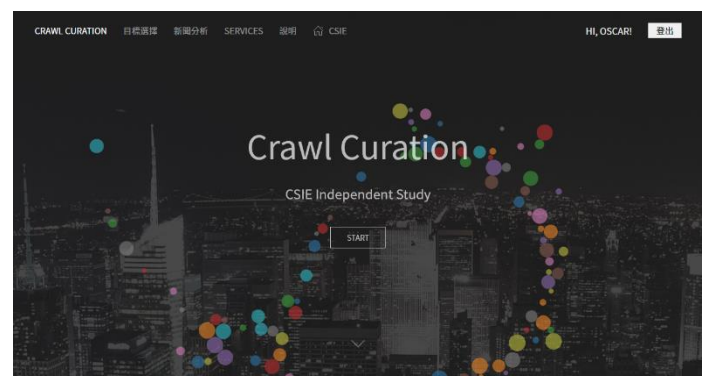 CRAWL CURATION 目標選擇 新聞分析 SERVICES 說明 CSIE HI, OSCAR! 登出
Crawl Curation
CSIE Independent Study
START